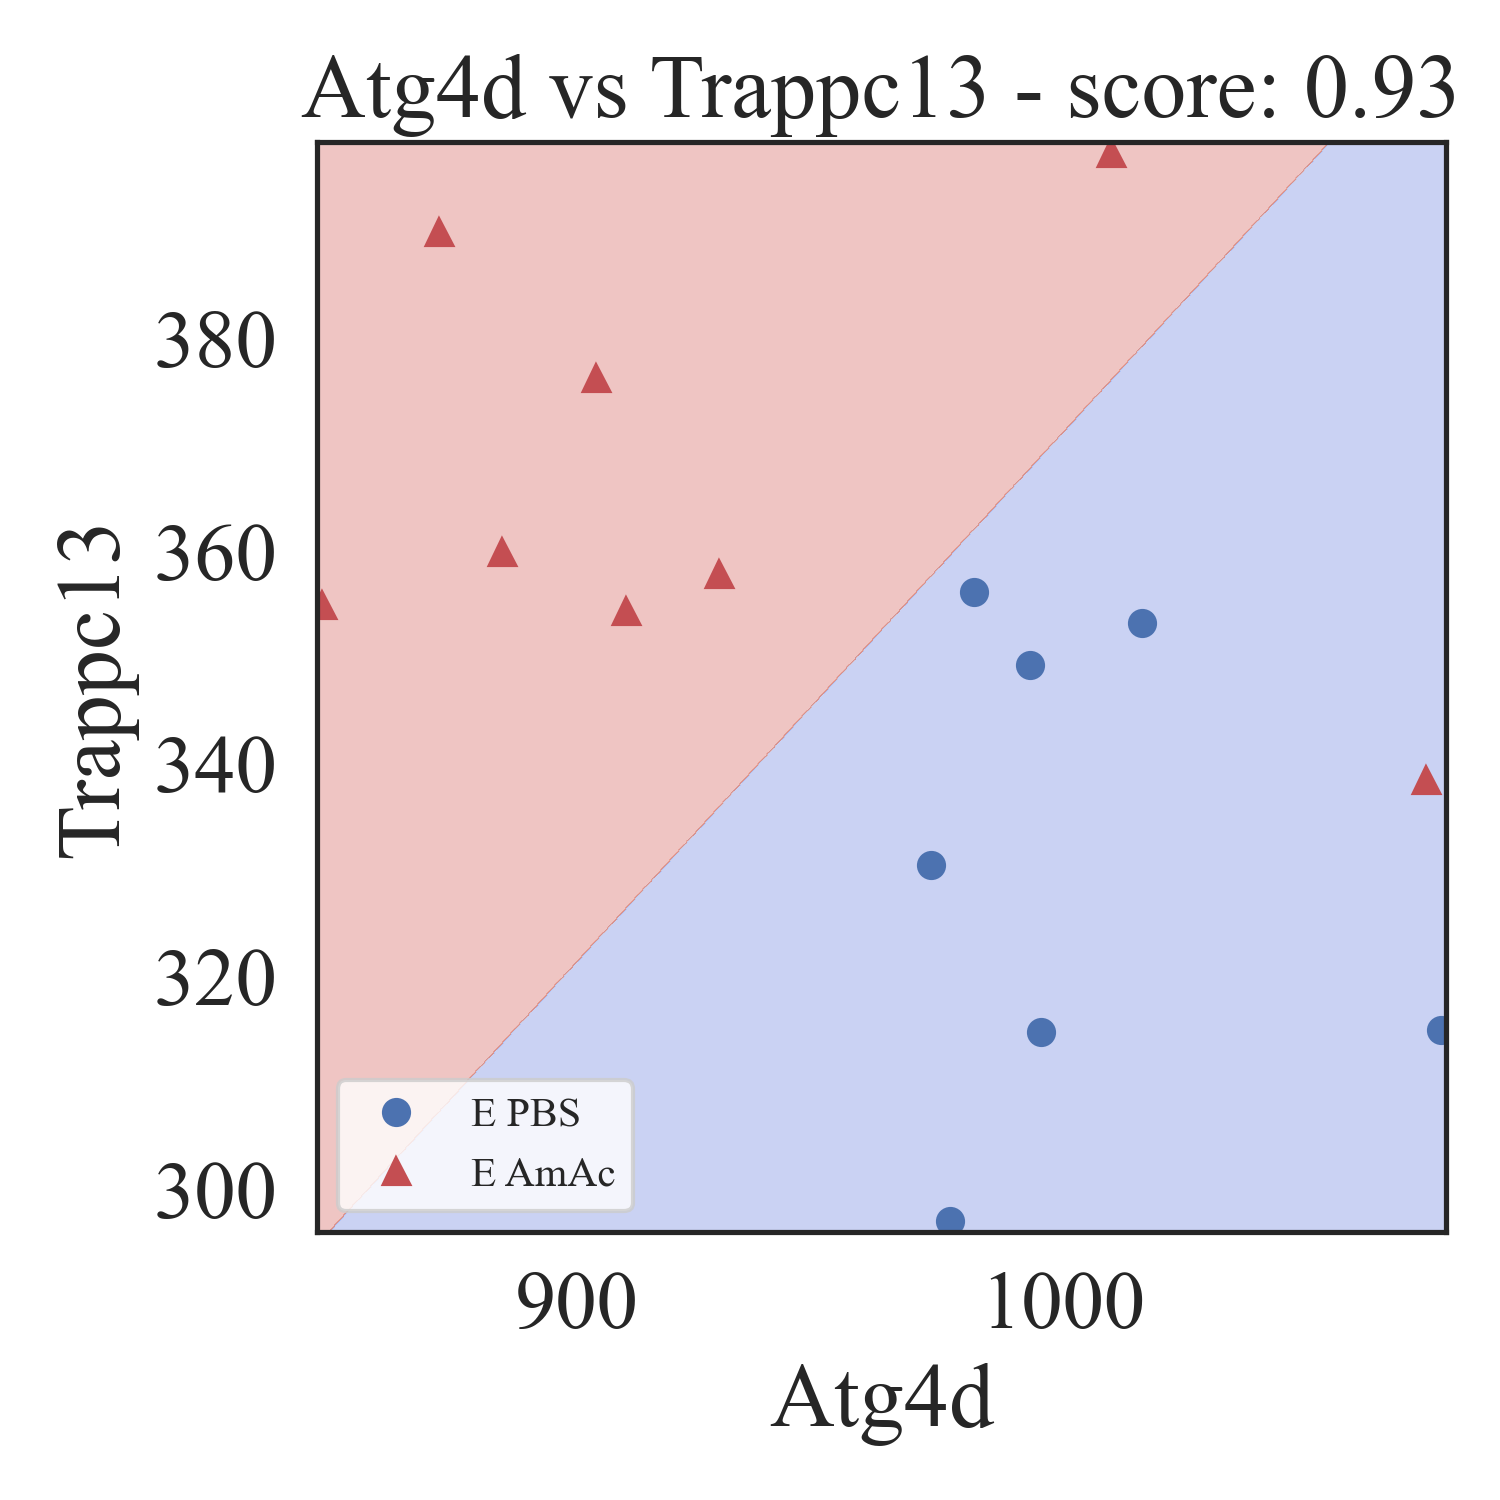 Atg4d vs Trappc13 - score: 0.93
380
360
340
320
300
Trappc13
E PBS
E AmAc
900 1000
Atg4d